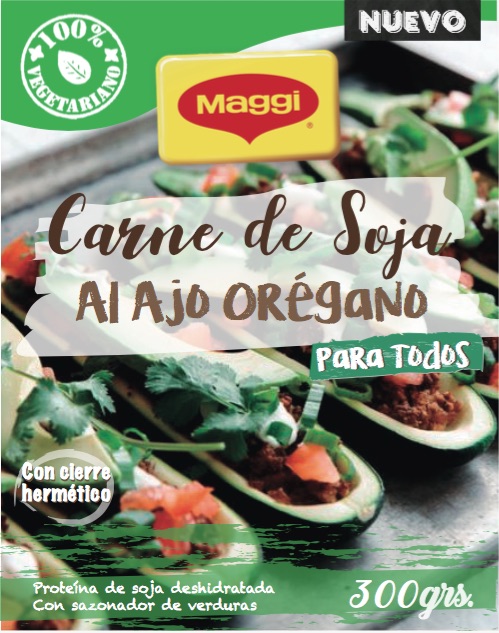 NUEVO
100%
VEGETARIANO
Maggi
®
Carne de Soja
Al Ajo Orégano
Para Todos
Con cierre
hermético
Proteína de soja deshidratada
Con sazonador de verduras
300grs.